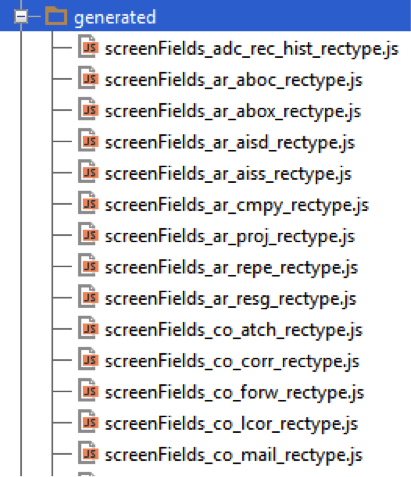 generated
JS screenFields_adc_rec_hist_rectype.js
JS screenFields_ar_aboc_rectype.js
JS screenFields_ar_abox_rectype.js
JS screenFields_ar_aisd_rectype.js
JS screenFields_ar_aiss_rectype.js
JS screenFields_ar_cmpy_rectype.js
JS screenFields_ar_proj_rectype.js
JS screenFields_ar_repe_rectype.js
JS screenFields_ar_resg_rectype.js
JS screenFields_co_atch_rectype.js
JS screenFields_co_corr_rectype.js
JS screenFields_co_forw_rectype.js
JS screenFields_co_lcor_rectype.js
JS screenFields_co_mail_rectype.js